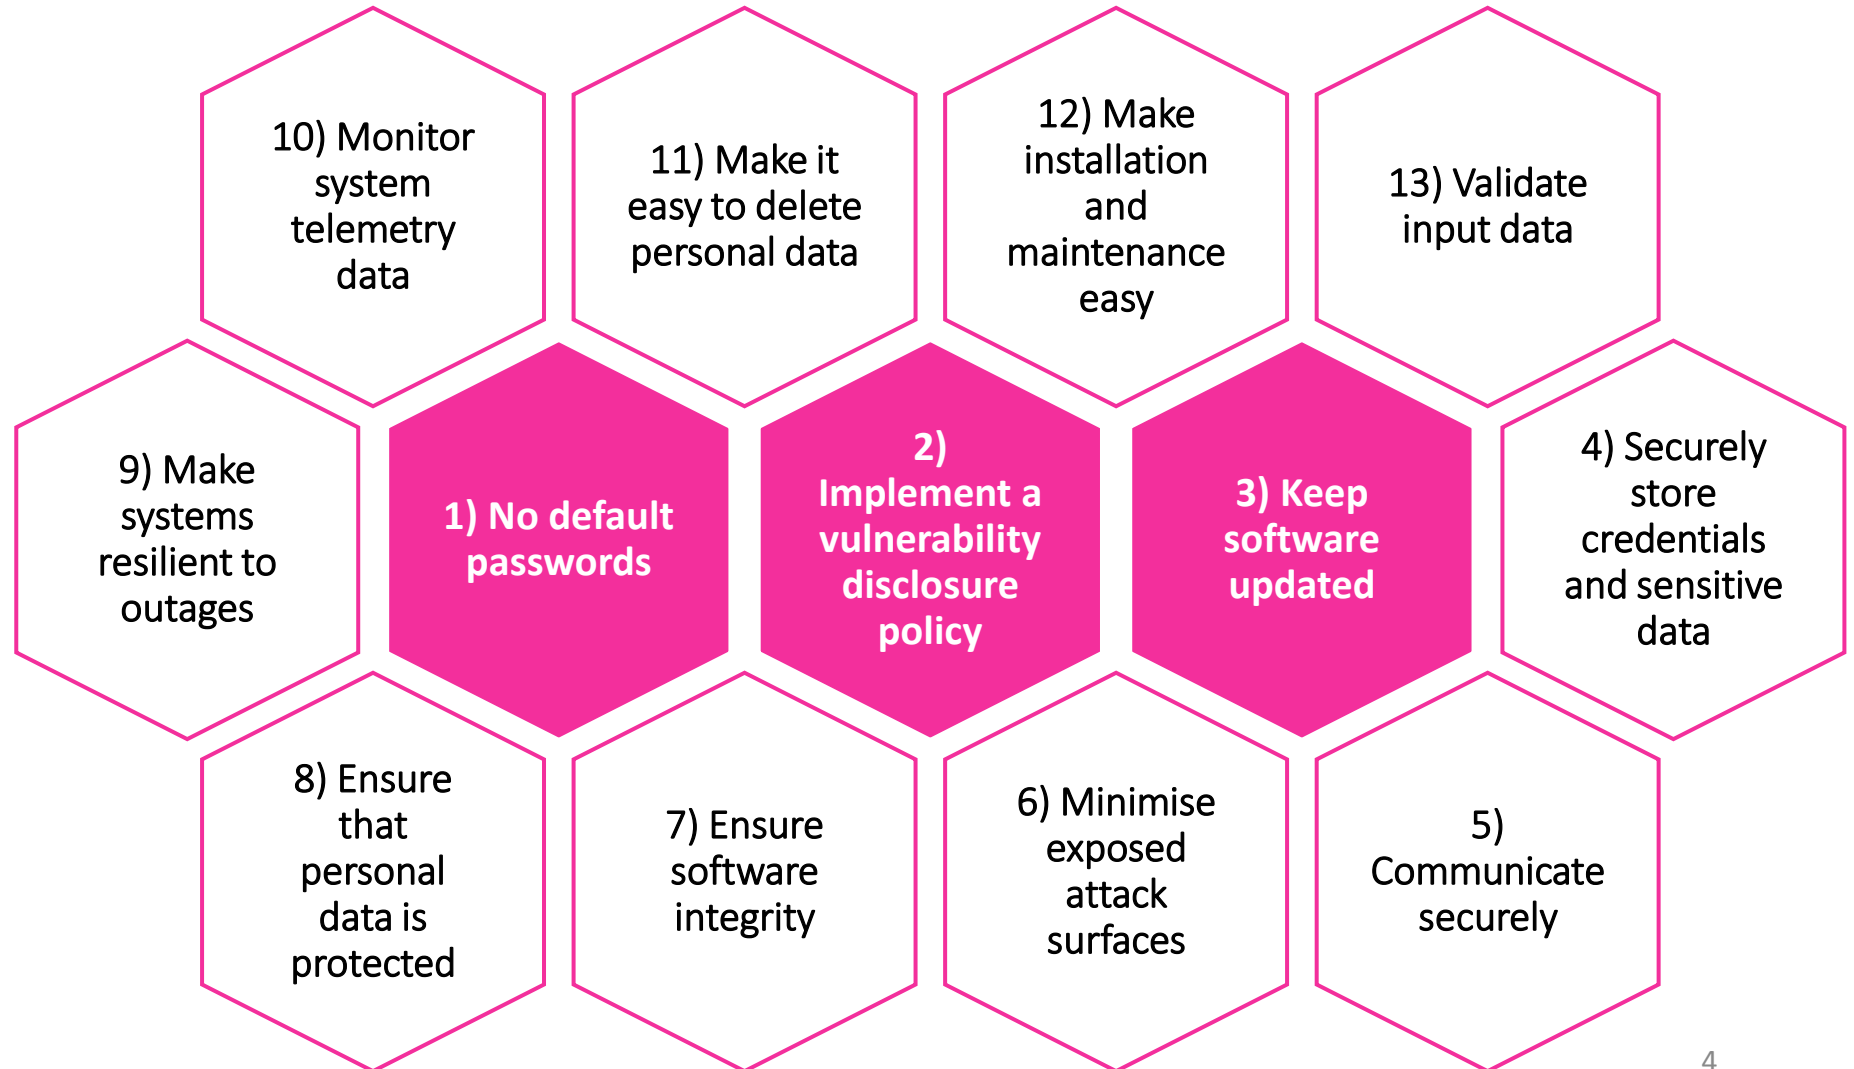 10) Monitor
system
telemetry
data
11) Make it
easy to delete
personal data
12) Make
installation
and
maintenance
easy
13) Validate
input data
9) Make
systems
resilient to
outages
1) No default
passwords
2)
Implement a
vulnerability
disclosure
policy
3) Keep
software
updated
4) Securely
store
credentials
and sensitive
data
8) Ensure
that
personal
data is
protected
7) Ensure
software
integrity
6) Minimise
exposed
attack
surfaces
5)
Communicate
securely
4